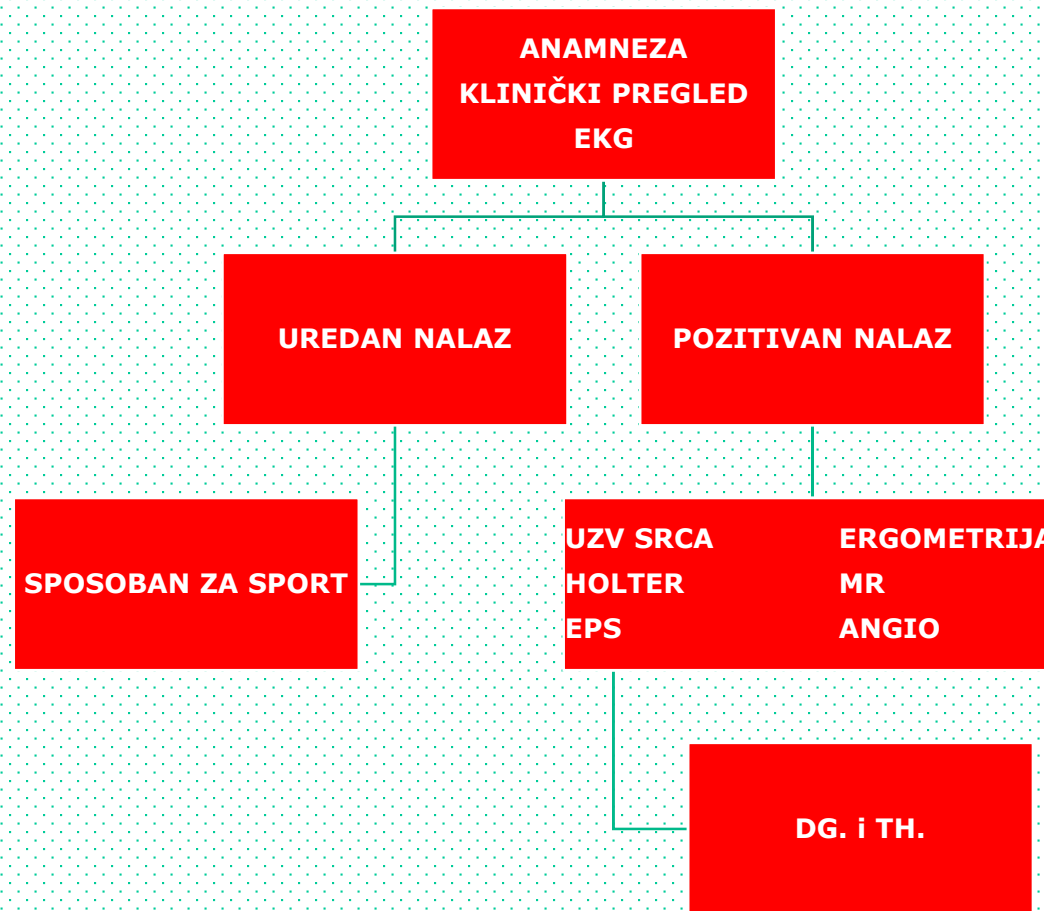 ANAMNEZA
KLINIČKI PREGLED
EKG
UREDAN NALAZ
POZITIVAN NALAZ
SPOSOBAN ZA SPORT
UZV SRCA ERGOMETRIJA
HOLTER MR
EPS ANGIO
DG. i TH.